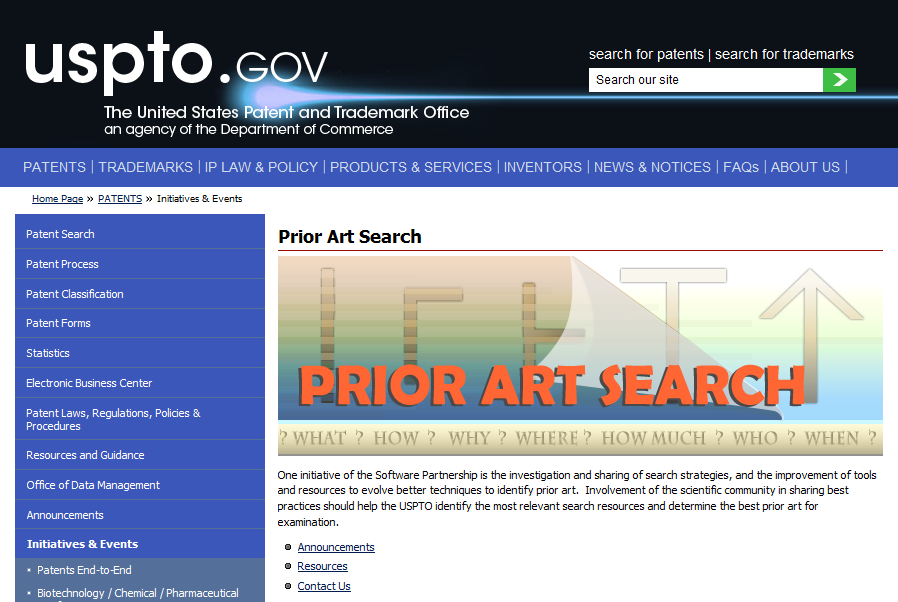 uspto.GOV
The United States Patent and Trademark Office
an agency of the Department of Commerce
search for patents | search for trademarks
Search our site
PATENTS | TRADEMARKS | IP LAW & POLICY | PRODUCTS & SERVICES | INVENTORS | NEWS & NOTICES | FAQs | ABOUT US |
Home Page » PATENTS » Initiatives & Events
Patent Search
Patent Process
Patent Classification
Patent Forms
Statistics
Electronic Business Center
Patent Laws, Regulations, Policies &
Procedures
Resources and Guidance
Office of Data Management
Announcements
Initiatives & Events
Patents End-to-End
Biotechnology / Chemical / Pharmaceutical
Prior Art Search
PRIOR ART SEARCH
? WHAT ? HOW ? WHY ? WHERE ? HOW MUCH ? WHO ? WHEN ?
One initiative of the Software Partnership is the investigation and sharing of search strategies, and the improvement of tools
and resources to evolve better techniques to identify prior art.  Involvement of the scientific community in sharing best
practices should help the USPTO identify the most relevant search resources and determine the best prior art for
examination.
Announcements
Resources
Contact Us